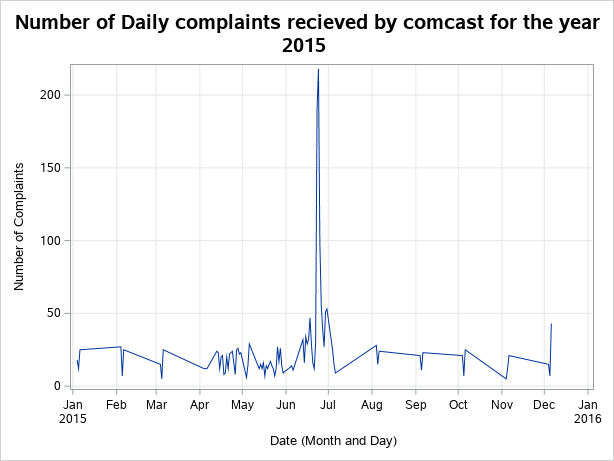 Number of Daily complaints recieved by comcast for the year
2015
200
150
100
50
0
Number of Complaints
Jan Feb Mar Apr May Jun Jul Aug Sep Oct Nov Dec Jan
2015 2016
Date (Month and Day)